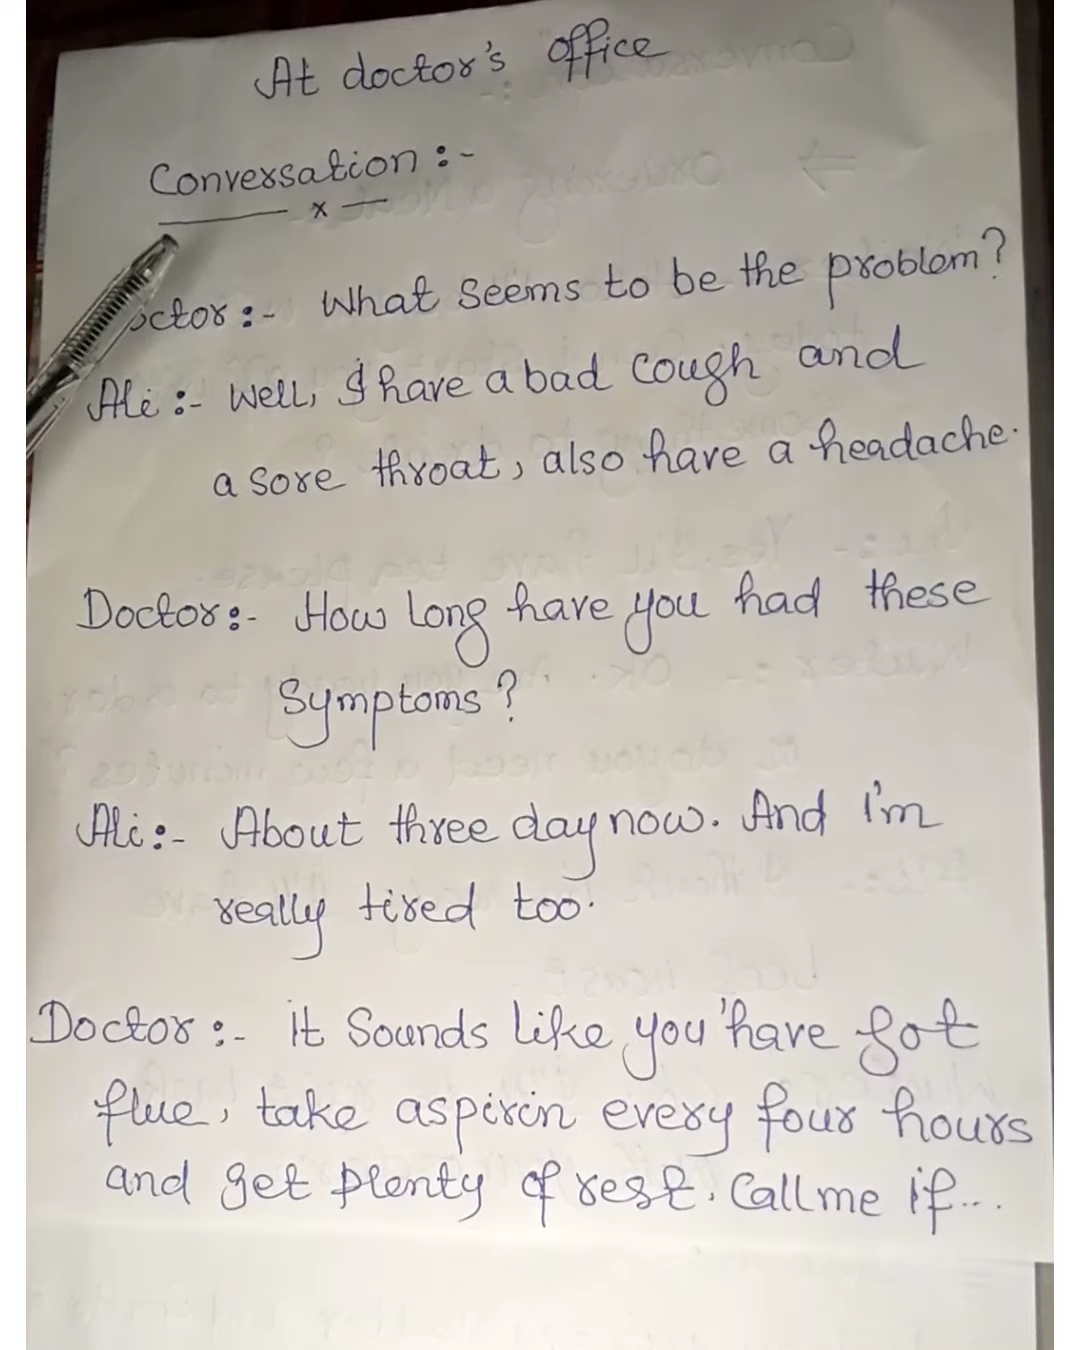 At doctor's office
Conversation :-
x
octor :- What seems to be the problem?
Ali :- Well, I have a bad cough and
a sore throat, also have a headache.
Doctor :- How long have you had these
Symptoms?
Ali :- About three day now. And I'm
really tired too.
Doctor :- it Sounds like you'have got
flue, take aspirin every four hours
and get plenty of rest. Call me if...